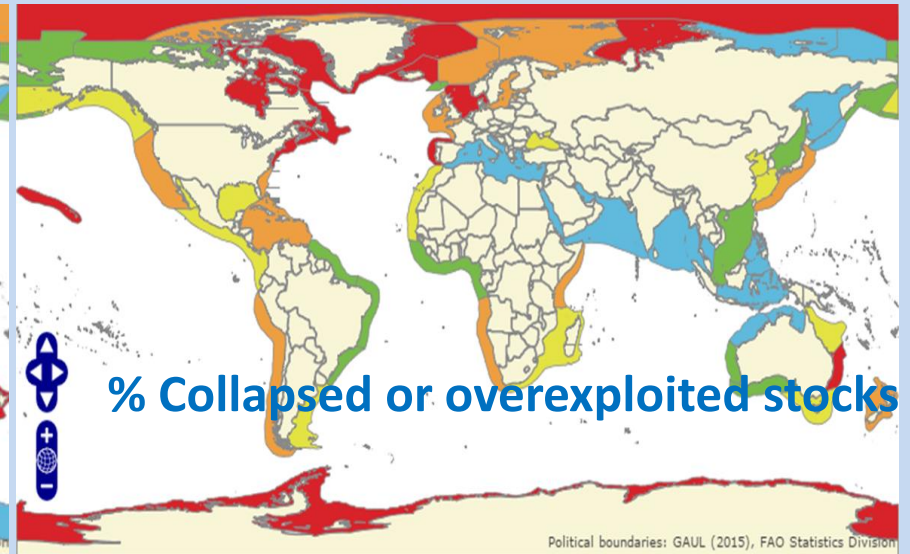 % Collapsed or overexploited stocks
Political boundaries: GAUL (2015), FAO Statistics Division